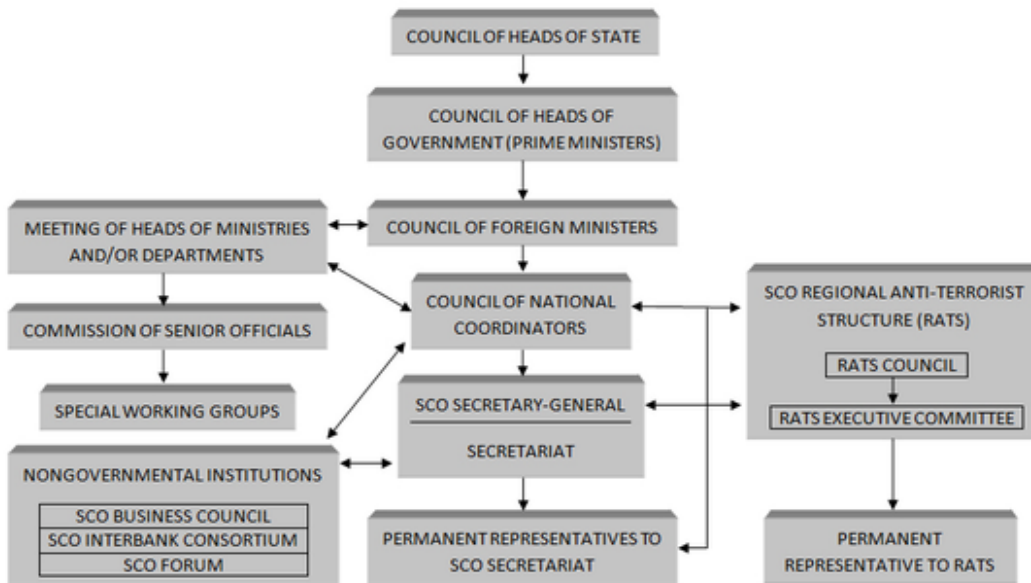 COUNCIL OF HEADS OF STATE
COUNCIL OF HEADS OF
GOVERNMENT (PRIME MINISTERS)
MEETING OF HEADS OF MINISTRIES
AND/OR DEPARTMENTS
COUNCIL OF FOREIGN MINISTERS
COUNCIL OF NATIONAL
COORDINATORS
SCO REGIONAL ANTI-TERRORIST
STRUCTURE (RATS)
RATS COUNCIL
RATS EXECUTIVE COMMITTEE
COMMISSION OF SENIOR OFFICIALS
SPECIAL WORKING GROUPS
SCO SECRETARY-GENERAL
SECRETARIAT
NONGOVERNMENTAL INSTITUTIONS
SCO BUSINESS COUNCIL
SCO INTERBANK CONSORTIUM
SCO FORUM
PERMANENT REPRESENTATIVES TO
SCO SECRETARIAT
PERMANENT
REPRESENTATIVE TO RATS